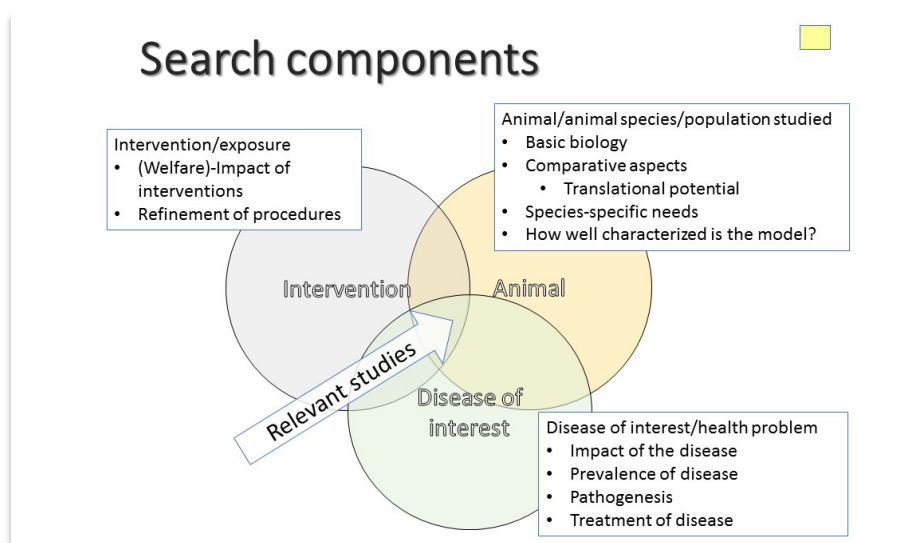 Search components
Intervention/exposure
• (Welfare)-Impact of
interventions
• Refinement of procedures
Animal/animal species/population studied
• Basic biology
• Comparative aspects
• Translational potential
• Species-specific needs
• How well characterized is the model?
Intervention
Animal
Relevant studies
Disease of
interest
Disease of interest/health problem
• Impact of the disease
• Prevalence of disease
• Pathogenesis
• Treatment of disease